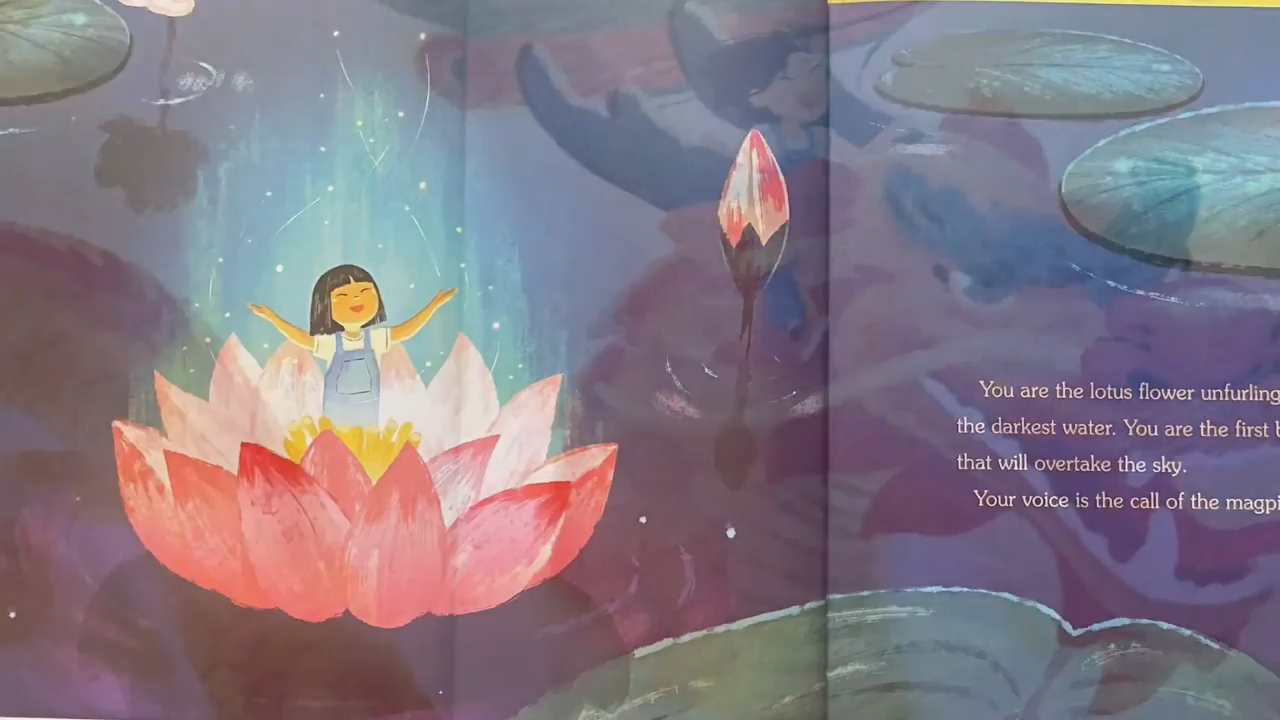 You are the lotus flower unfurling
the darkest water. You are the first
that will overtake the sky.
Your voice is the call of the